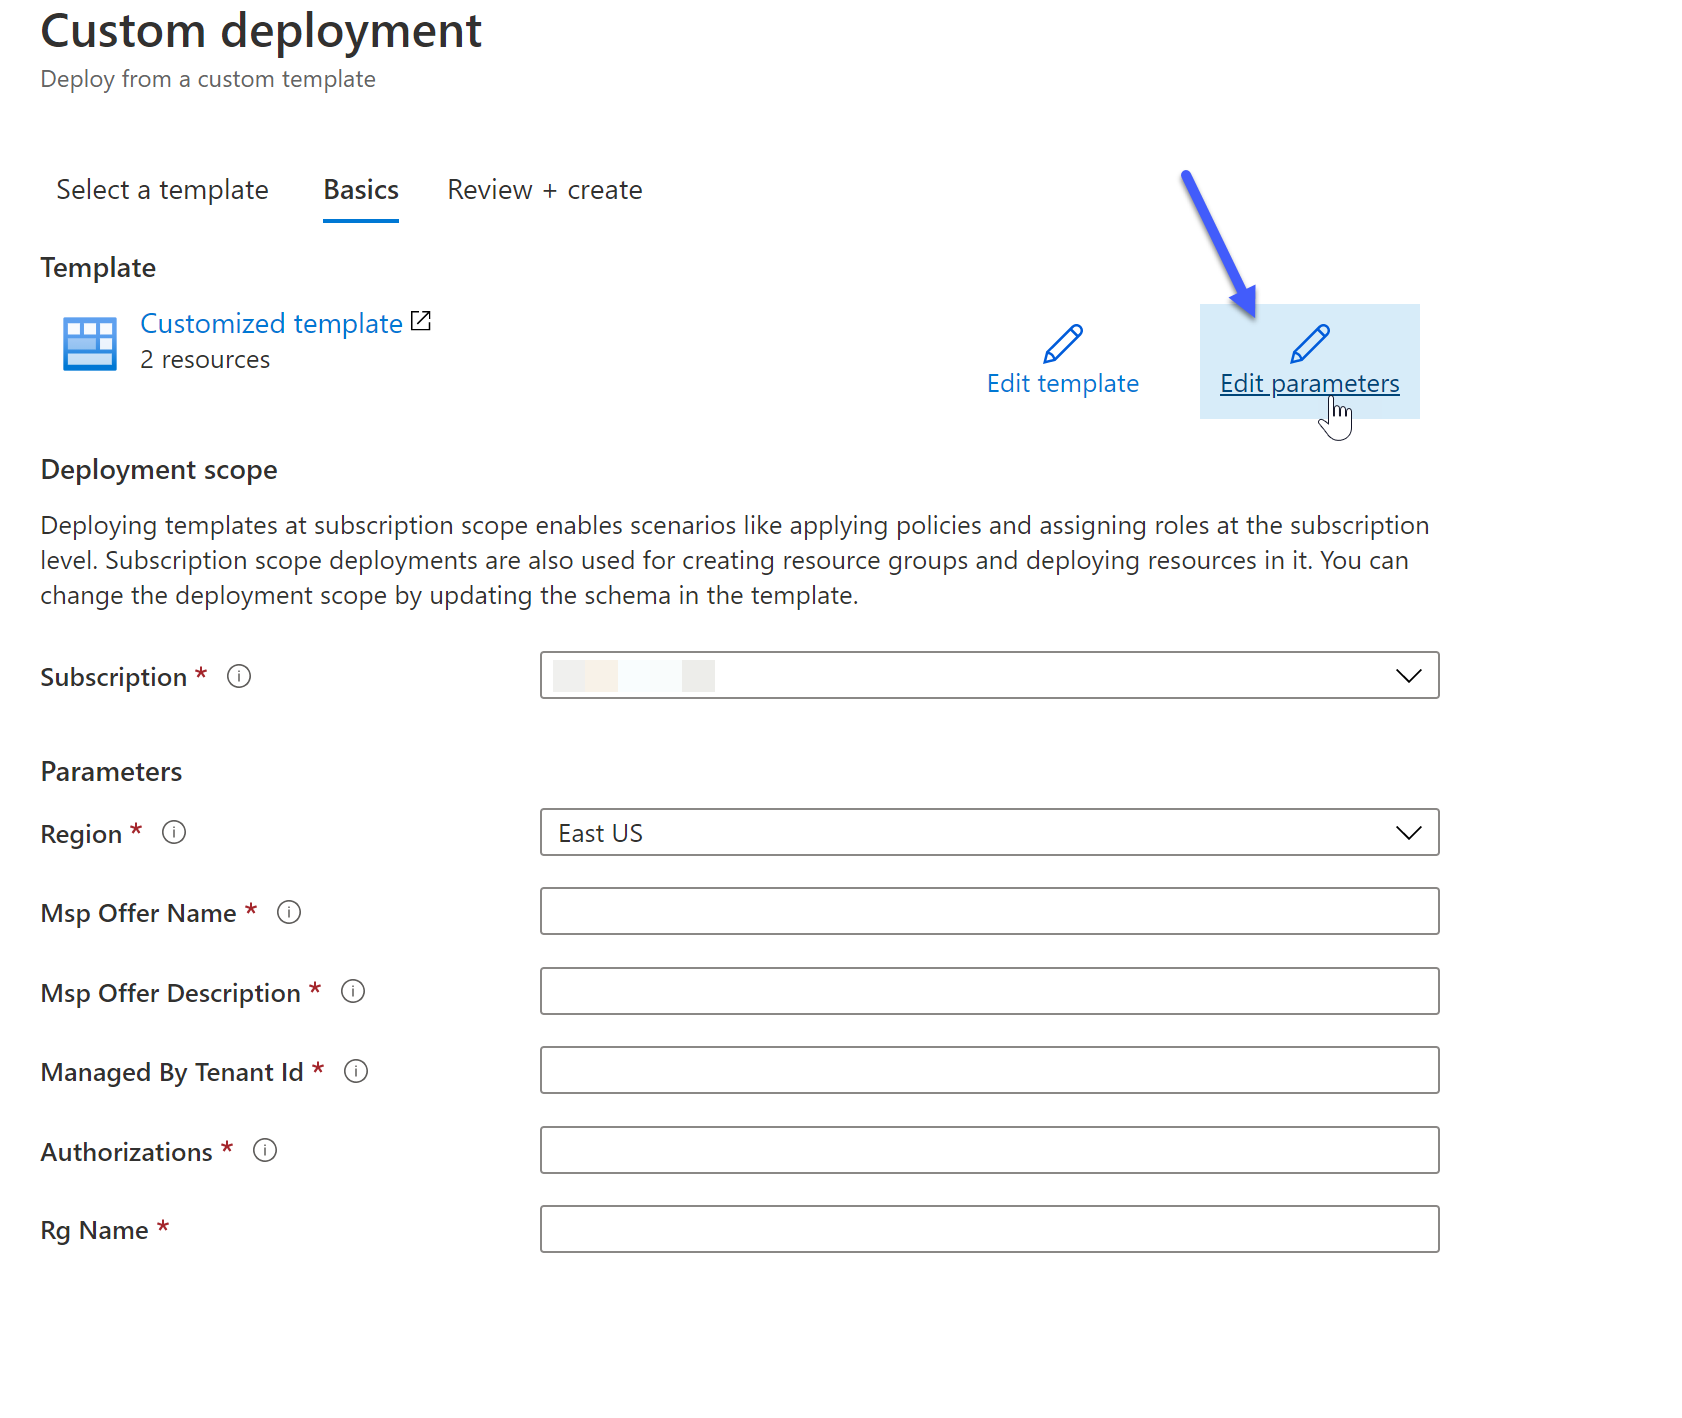 Custom deployment
Deploy from a custom template
Select a template Basics Review + create
Template
Customized template
2 resources
Edit template
Edit parameters
Deployment scope
Deploying templates at subscription scope enables scenarios like applying policies and assigning roles at the subscription
level. Subscription scope deployments are also used for creating resource groups and deploying resources in it. You can
change the deployment scope by updating the schema in the template.
Subscription *
Parameters
Region * East US
Msp Offer Name *
Msp Offer Description *
Managed By Tenant Id *
Authorizations *
Rg Name *